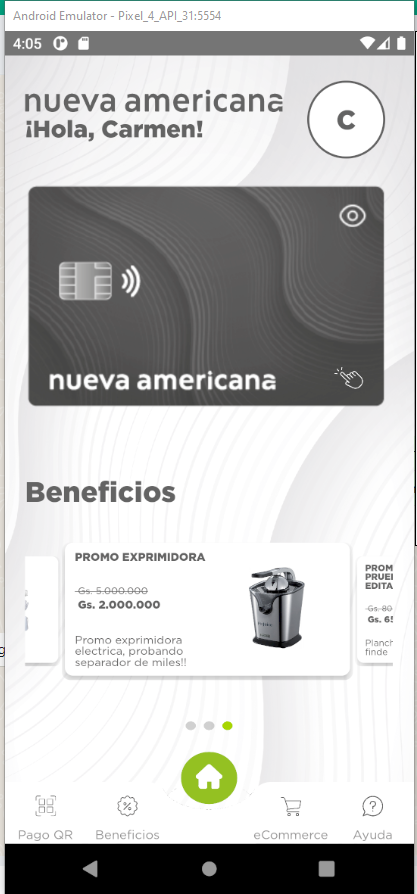 Android Emulator - Pixel_4_API_31:5554
4:05
nueva americana
¡Hola, Carmen!
C
nueva americana
Beneficios
PROMO EXPRIMIDORA
Gs. 5.000.000
Gs. 2.000.000
Promo exprimidora
electrica, probando
separador de miles!!
PROM
PRUEI
EDITA
Gs. 80
Gs. 65
Planch
finde
Pago QR
Beneficios
eCommerce
Ayuda